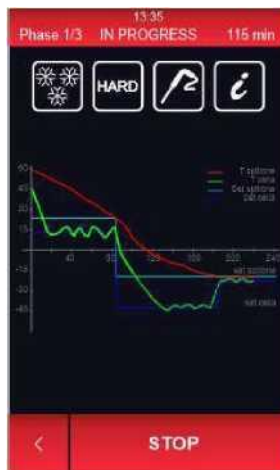 13:35
Phase 1/3 IN PROGRESS 115 min
HARD
i
T spillone
T cella
Set spillone
Set cella
60
45
30
15
40 80 120 160 200 240
-15
set spillone
-30
set cella
-45
< STOP